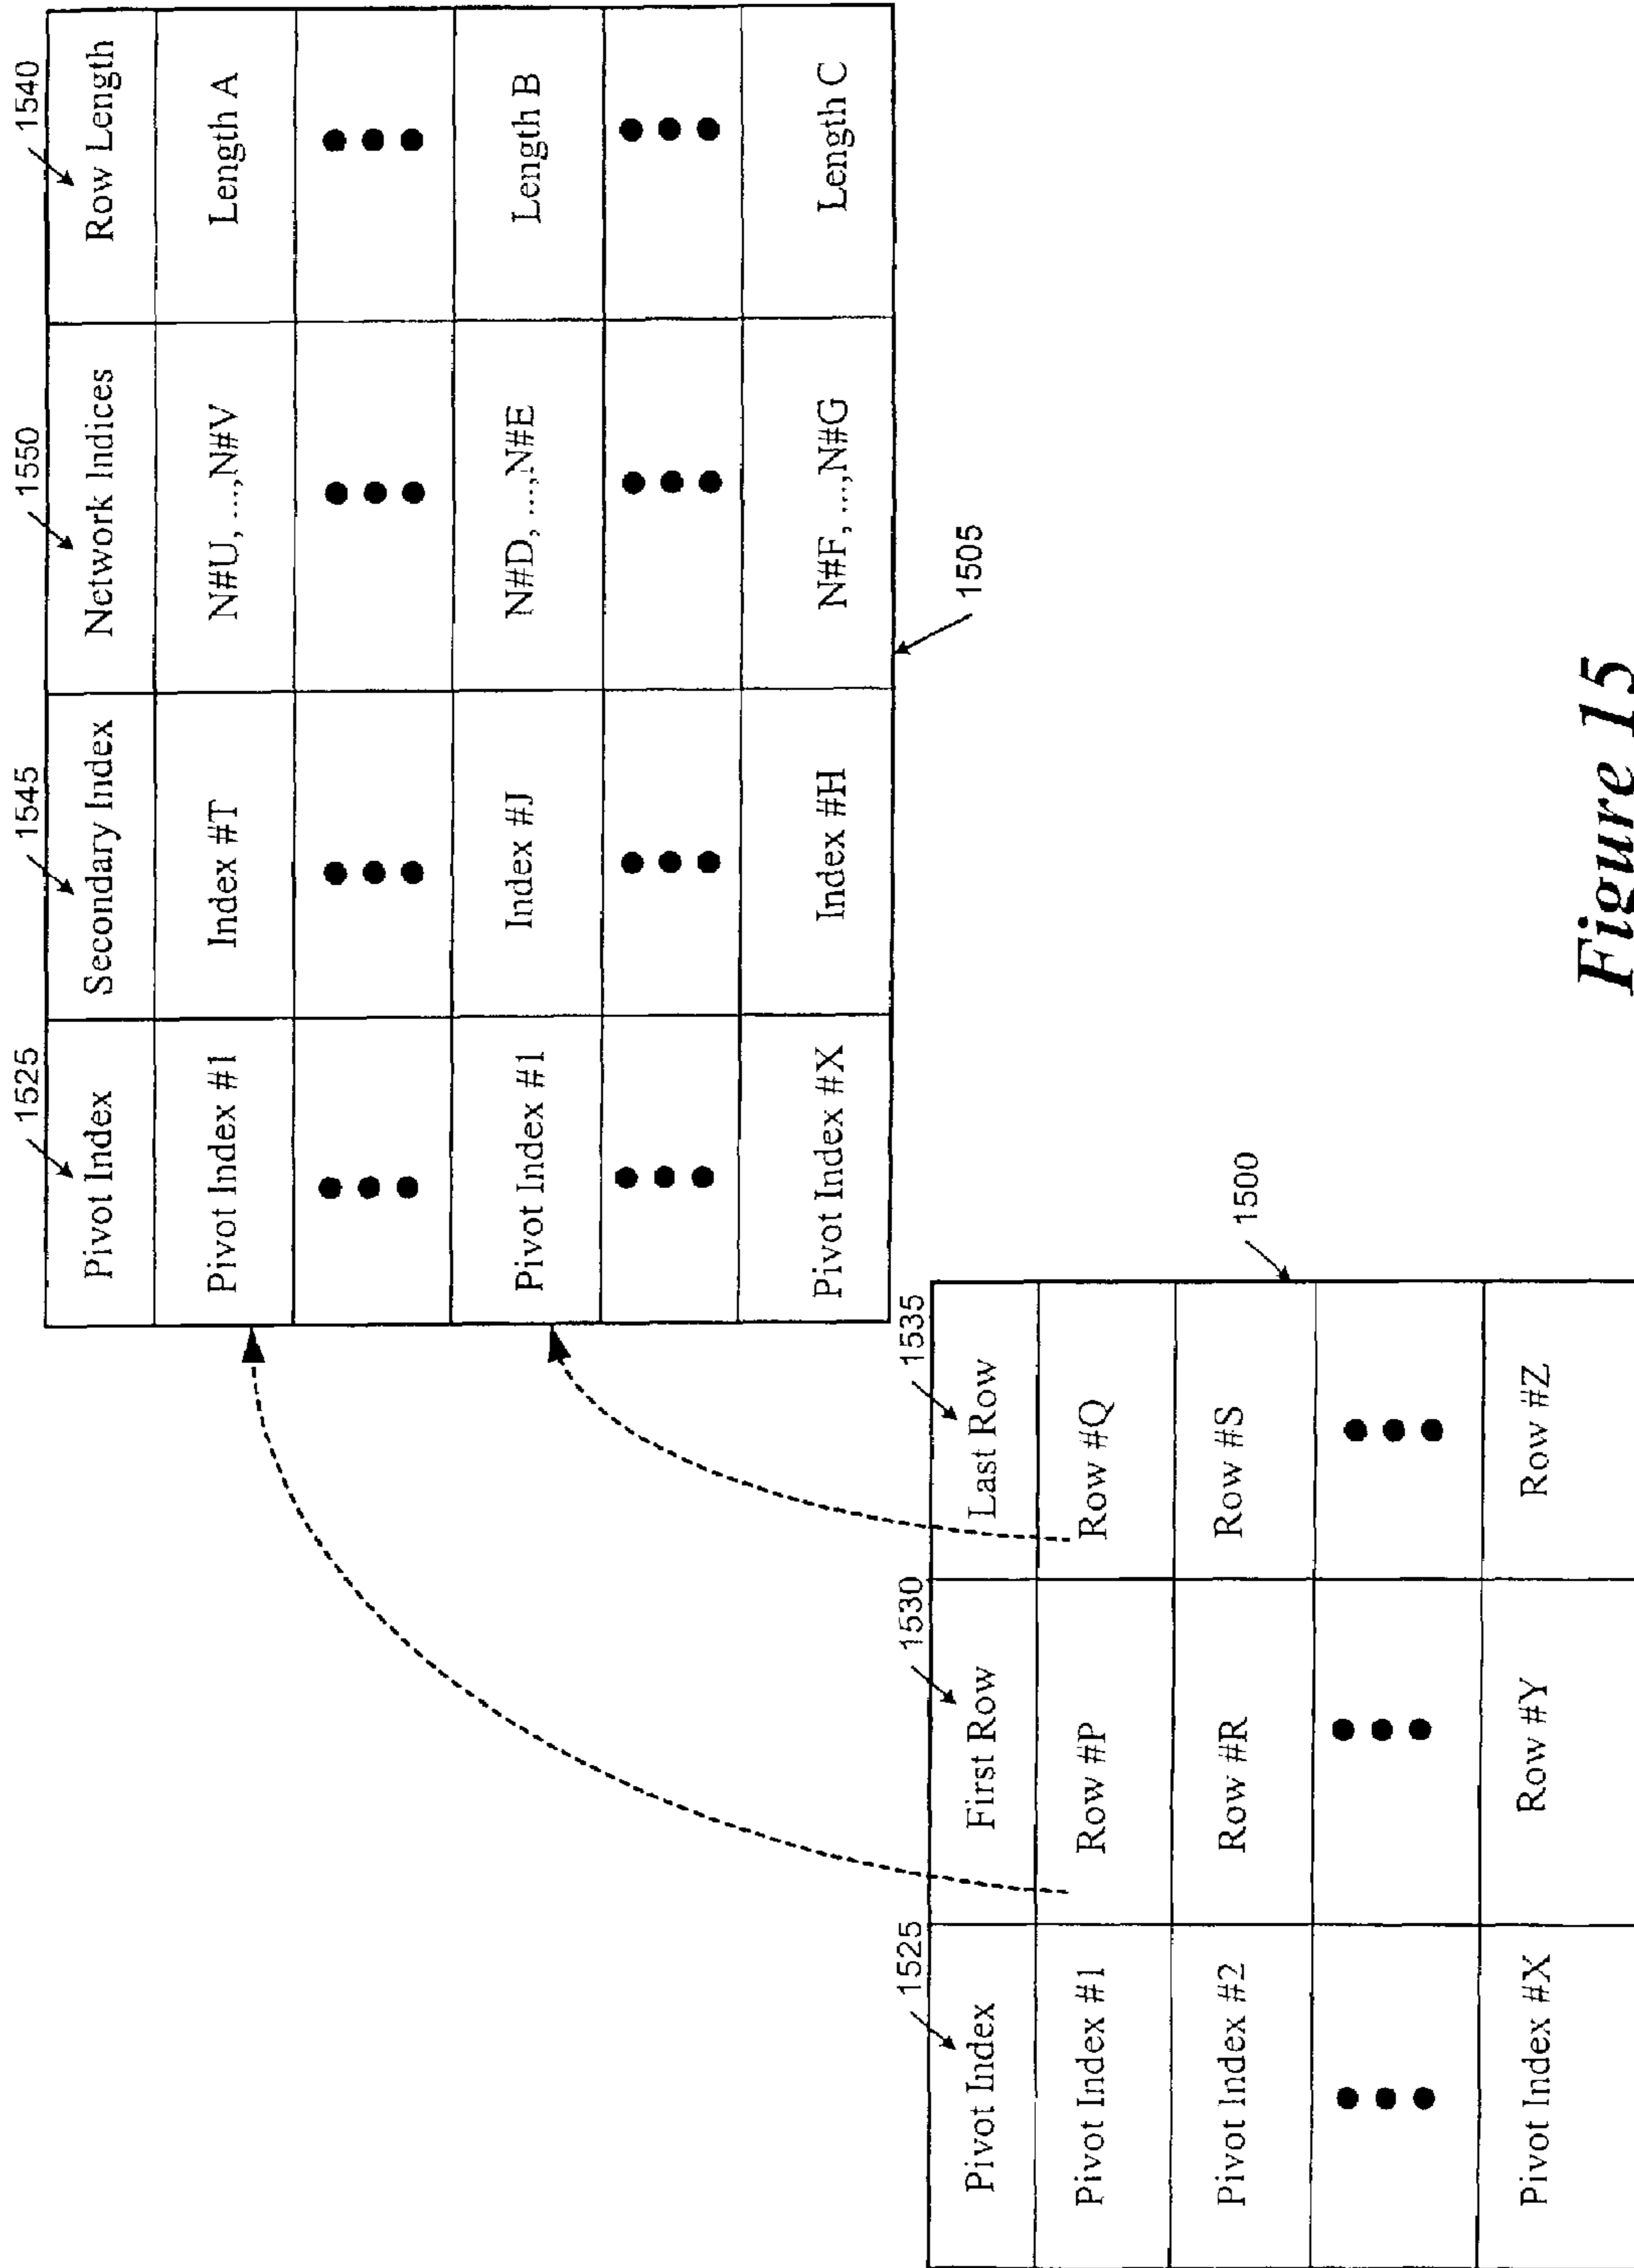 1525 1545 1550 1540
Pivot Index Secondary Index Network Indices Row Length
Pivot Index #1 Index #T N#U, ...,N#V Length A
Pivot Index #1 Index #J N#D, ...,N#E Length B
Pivot Index #X Index #H N#F, ...,N#G Length C
1505
1525 1530 1535
Pivot Index First Row Last Row
1500
Pivot Index #1 Row #P Row #Q
Pivot Index #2 Row #R Row #S
Pivot Index #X Row #Y Row #Z
Figure 15